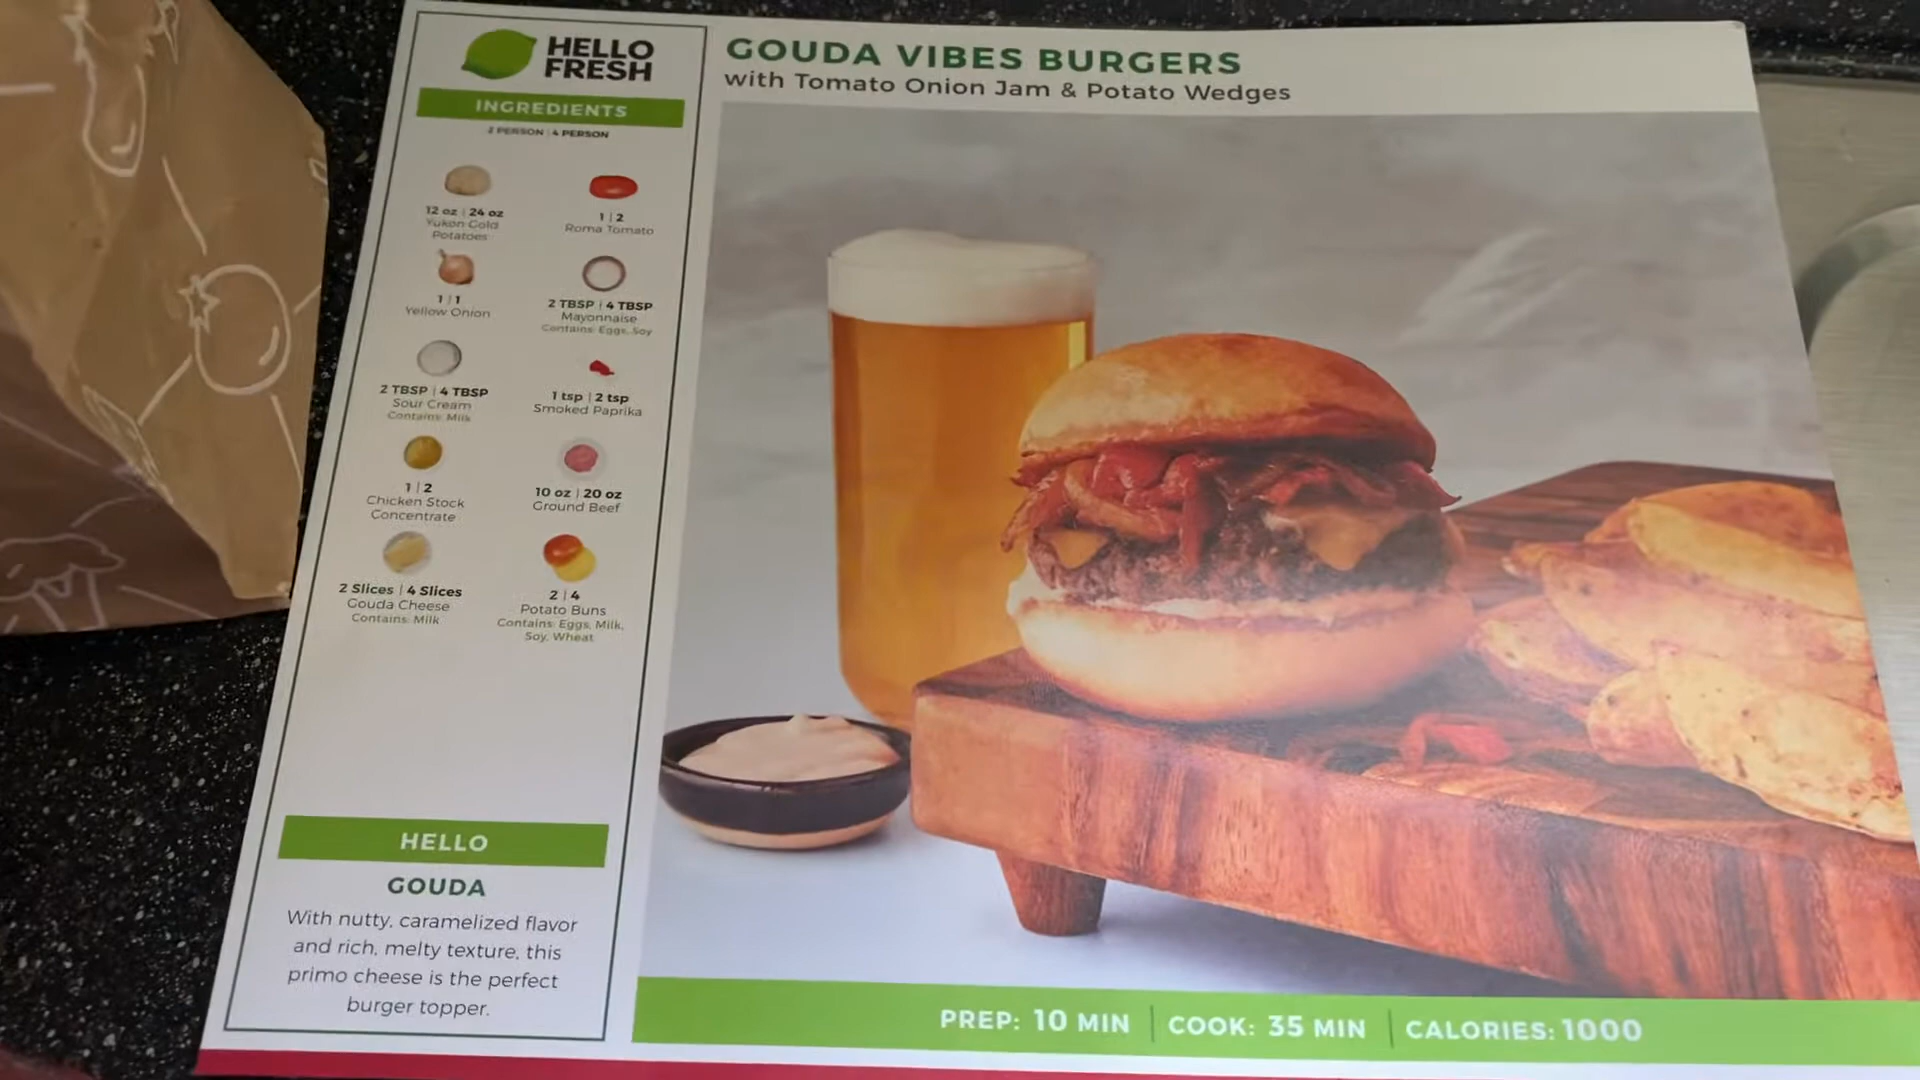 HELLO
FRESH
INGREDIENTS
2 PERSON | 4 PERSON
12 oz | 24 oz
Yukon Gold
Potatoes
1 | 2
Roma Tomato
1 | 1
Yellow Onion
2 TBSP | 4 TBSP
Mayonnaise
Contains: Eggs, Soy
2 TBSP | 4 TBSP
Sour Cream
Contains: Milk
1 tsp | 2 tsp
Smoked Paprika
1 | 2
Chicken Stock
Concentrate
10 oz | 20 oz
Ground Beef
2 Slices | 4 Slices
Gouda Cheese
Contains: Milk
2 | 4
Potato Buns
Contains: Eggs, Milk,
Soy, Wheat
HELLO
GOUDA
With nutty, caramelized flavor
and rich, melty texture, this
primo cheese is the perfect
burger topper.
GOUDA VIBES BURGERS
with Tomato Onion Jam & Potato Wedges
PREP: 10 MIN | COOK: 35 MIN | CALORIES: 1000